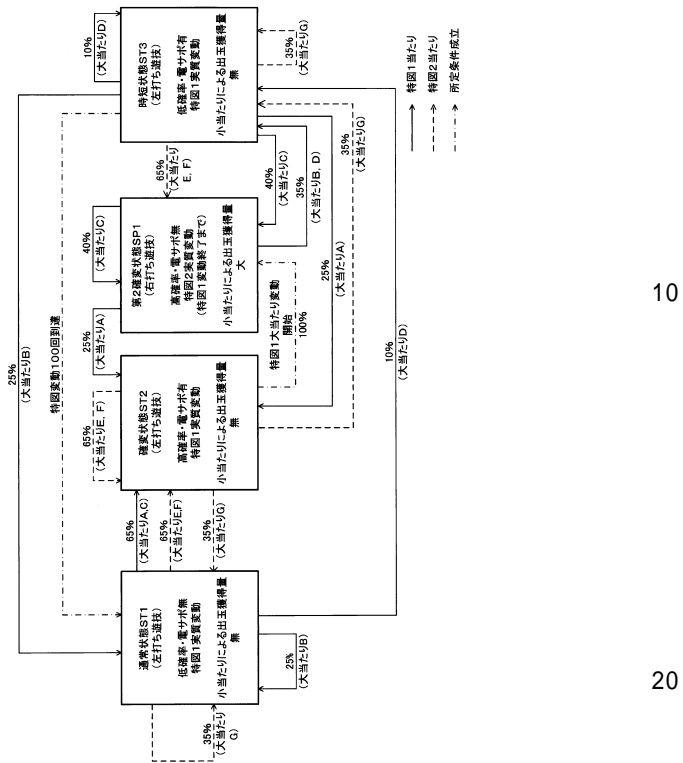 10%
(大当たりD)
時短状態ST3
(左打ち遊技)
低確率・電サポ有
特図1実質変動
小当たりによる出玉獲得量
無
35%
(大当たりG)
25%
(大当たりB)
特図変動100回到達
65%
(大当たり
E, F)
40%
(大当たりC)
35%
(大当たりB, D)
25%
(大当たりA)
35%
(大当たりG)
40%
(大当たりC)
第2確変状態SP1
(右打ち遊技)
高確率・電サポ無
特図2実質変動
(特図1変動終了まで)
小当たりによる出玉獲得量
大
25%
(大当たりA)
特図1大当たり変動
開始
100%
65%
(大当たりE, F)
確変状態ST2
(左打ち遊技)
高確率・電サポ有
特図1実質変動
小当たりによる出玉獲得量
無
65%
(大当たりA,C)
65%
(大当たりE,F)
35%
(大当たりG)
10%
(大当たりD)
通常状態ST1
(左打ち遊技)
低確率・電サポ無
特図1実質変動
小当たりによる出玉獲得量
無
25%
(大当たりB)
35%
(大当たり
G)
特図1当たり
特図2当たり
所定条件成立
10
20